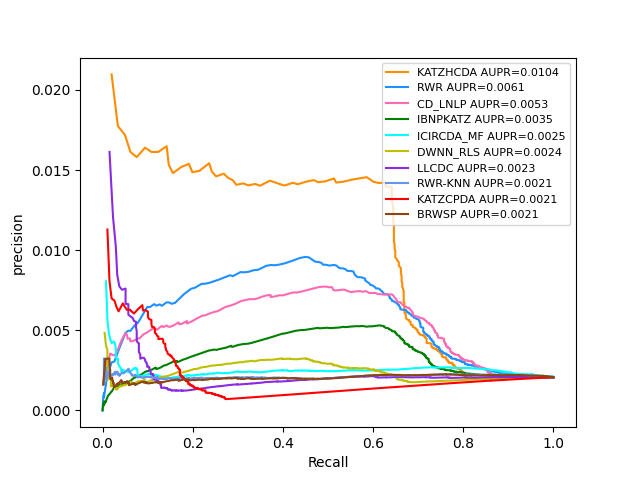 0.020
0.015
0.010
0.005
0.000
precision
KATZHCDA AUPR=0.0104
RWR AUPR=0.0061
CD_LNLP AUPR=0.0053
IBNPKATZ AUPR=0.0035
ICIRCDA_MF AUPR=0.0025
DWNN_RLS AUPR=0.0024
LLCDC AUPR=0.0023
RWR-KNN AUPR=0.0021
KATZCPDA AUPR=0.0021
BRWSP AUPR=0.0021
0.0 0.2 0.4 0.6 0.8 1.0
Recall